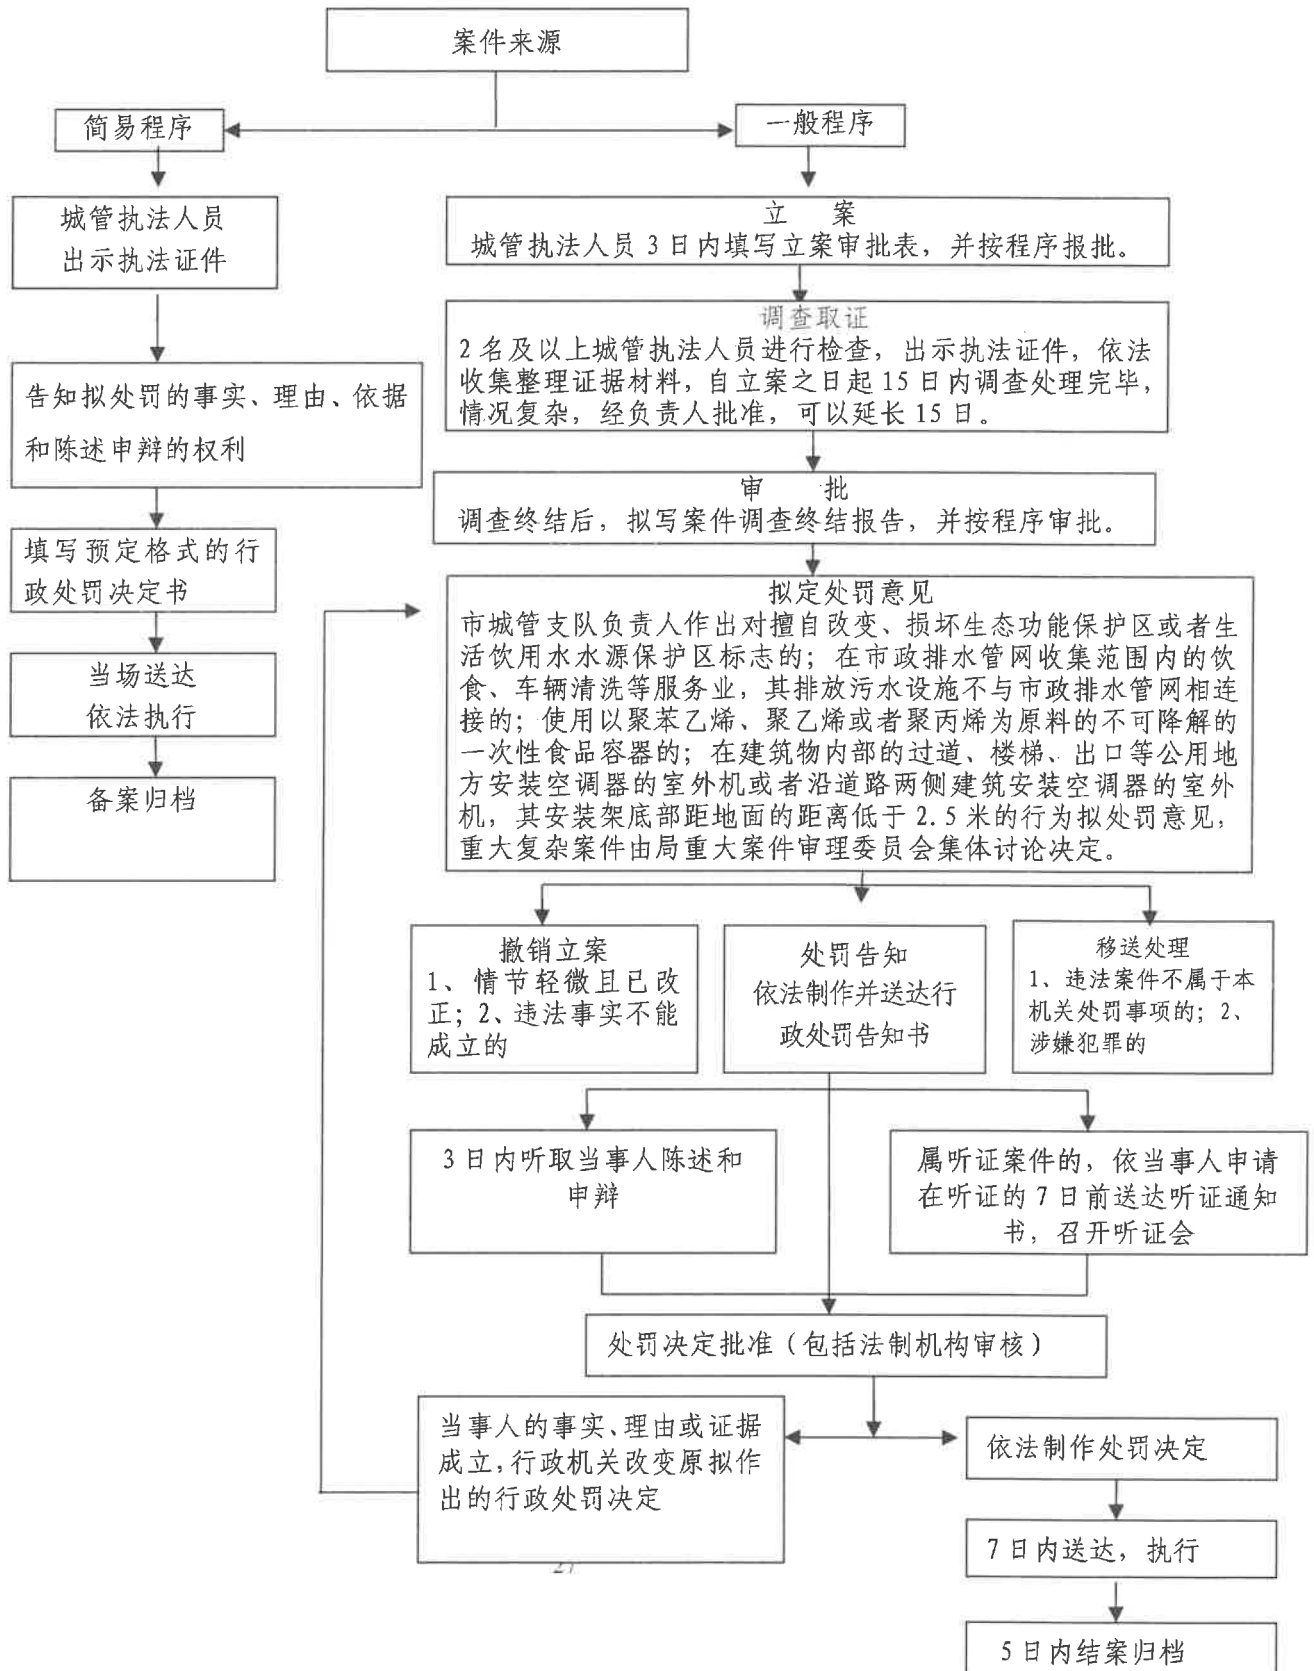 案件来源
简易程序
一般程序
城管执法人员
出示执法证件
告知拟处罚的事实、理由、依据
和陈述申辩的权利
填写预定格式的行
政处罚决定书
当场送达
依法执行
备案归档
立 案
城管执法人员3日内填写立案审批表，并按程序报批。
调查取证
2名及以上城管执法人员进行检查，出示执法证件，依法
收集整理证据材料，自立案之日起15日内调查处理完毕，
情况复杂，经负责人批准，可以延长15日。
审 批
调查终结后，拟写案件调查终结报告，并按程序审批。
拟定处罚意见
市城管支队负责人作出对擅自改变、损坏生态功能保护区或者生
活饮用水水源保护区标志的；在市政排水管网收集范围内的饮
食、车辆清洗等服务业，其排放污水设施不与市政排水管网相连
接的；使用以聚苯乙烯、聚乙烯或者聚丙烯为原料的不可降解的
一次性食品容器的；在建筑物内部的过道、楼梯、出口等公用地
方安装空调器的室外机或者沿道路两侧建筑安装空调器的室外
机，其安装架底部距地面的距离低于2.5米的行为拟处罚意见，
重大复杂案件由局重大案件审理委员会集体讨论决定。
撤销立案
1、情节轻微且已改
正；2、违法事实不能
成立的
处罚告知
依法制作并送达行
政处罚告知书
移送处理
1、违法案件不属于本
机关处罚事项的；2、
涉嫌犯罪的
3日内听取当事人陈述和
申辩
属听证案件的，依当事人申请
在听证的7日前送达听证通知
书，召开听证会
处罚决定批准（包括法制机构审核）
当事人的事实、理由或证据
成立，行政机关改变原拟作
出的行政处罚决定
依法制作处罚决定
7日内送达，执行
5日内结案归档